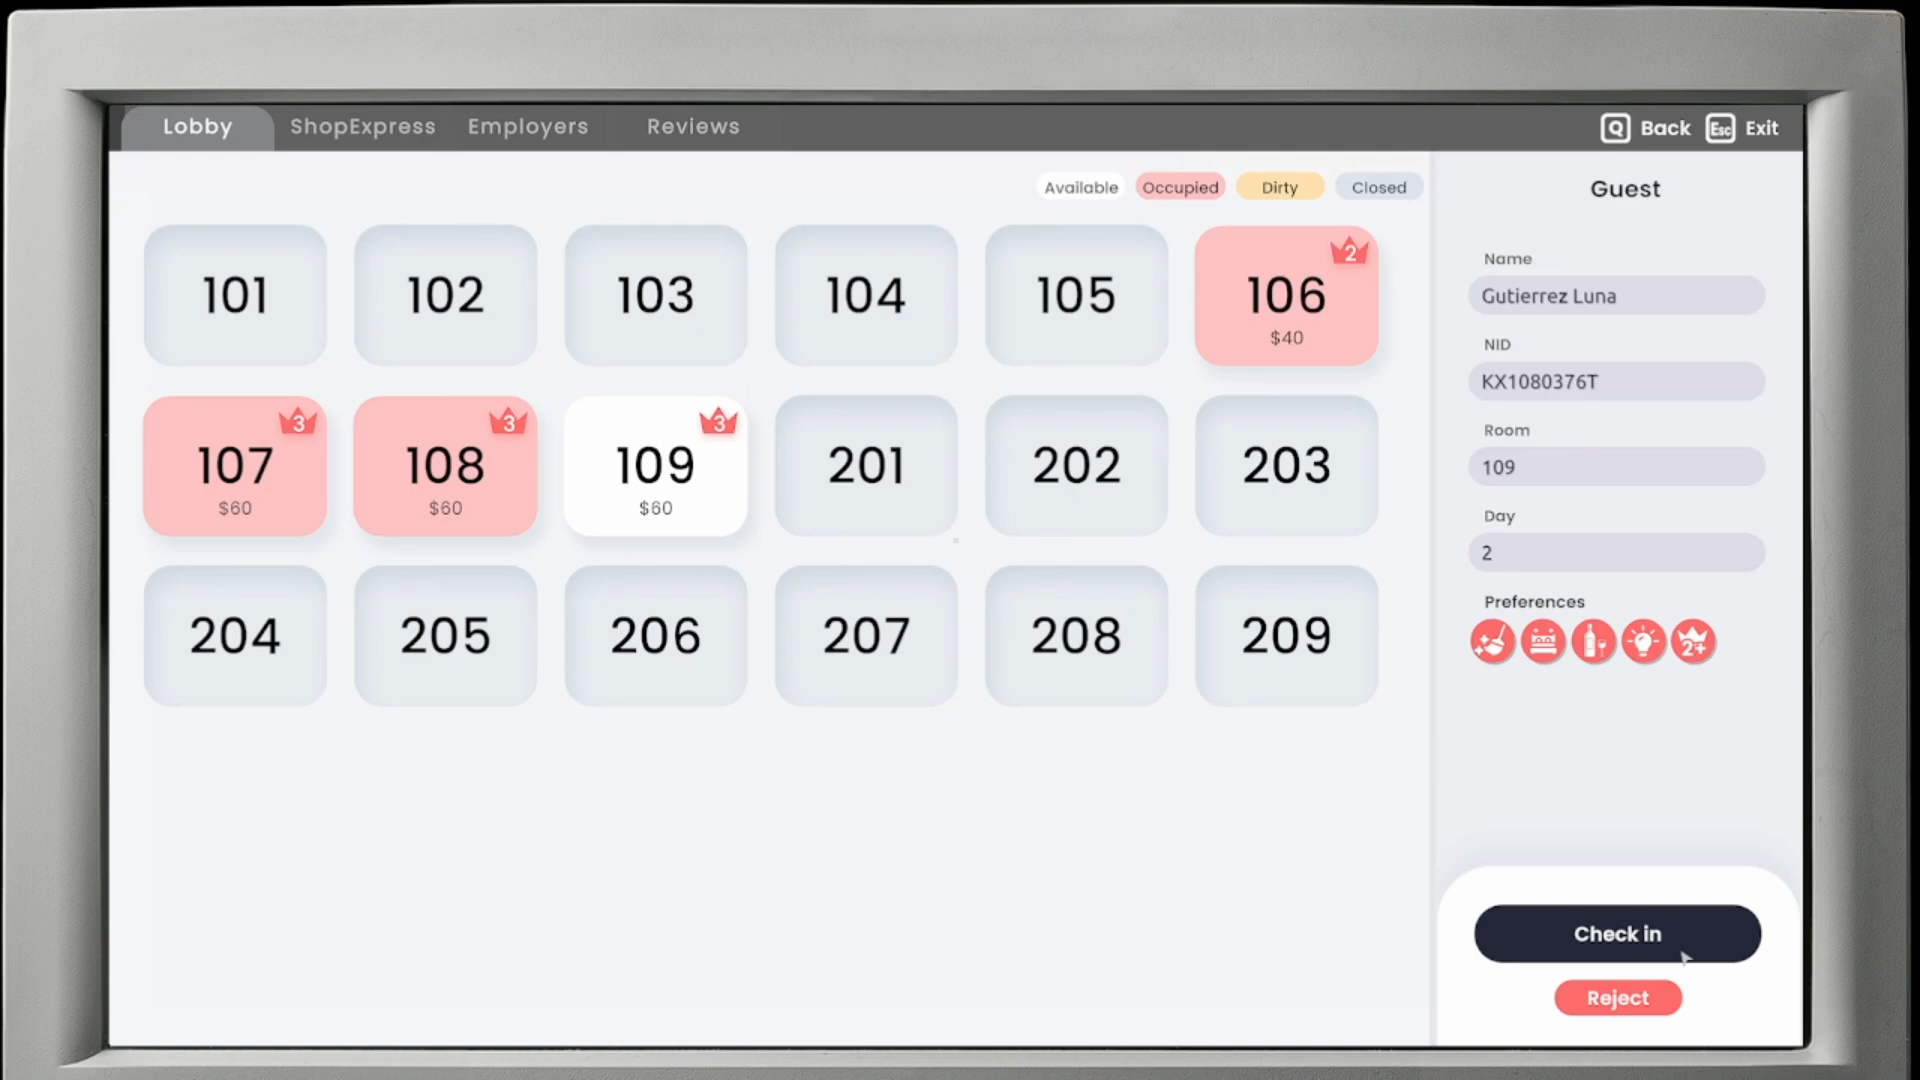 Lobby ShopExpress Employers Reviews Q Back Esc Exit
Available Occupied Dirty Closed
101 102 103 104 105 106 2
$40
107 3 108 3 109 3 201 202 203
$60 $60 $60
204 205 206 207 208 209
Guest
Name
Gutierrez Luna
NID
KX1080376T
Room
109
Day
2
Preferences
2+
Check in
Reject